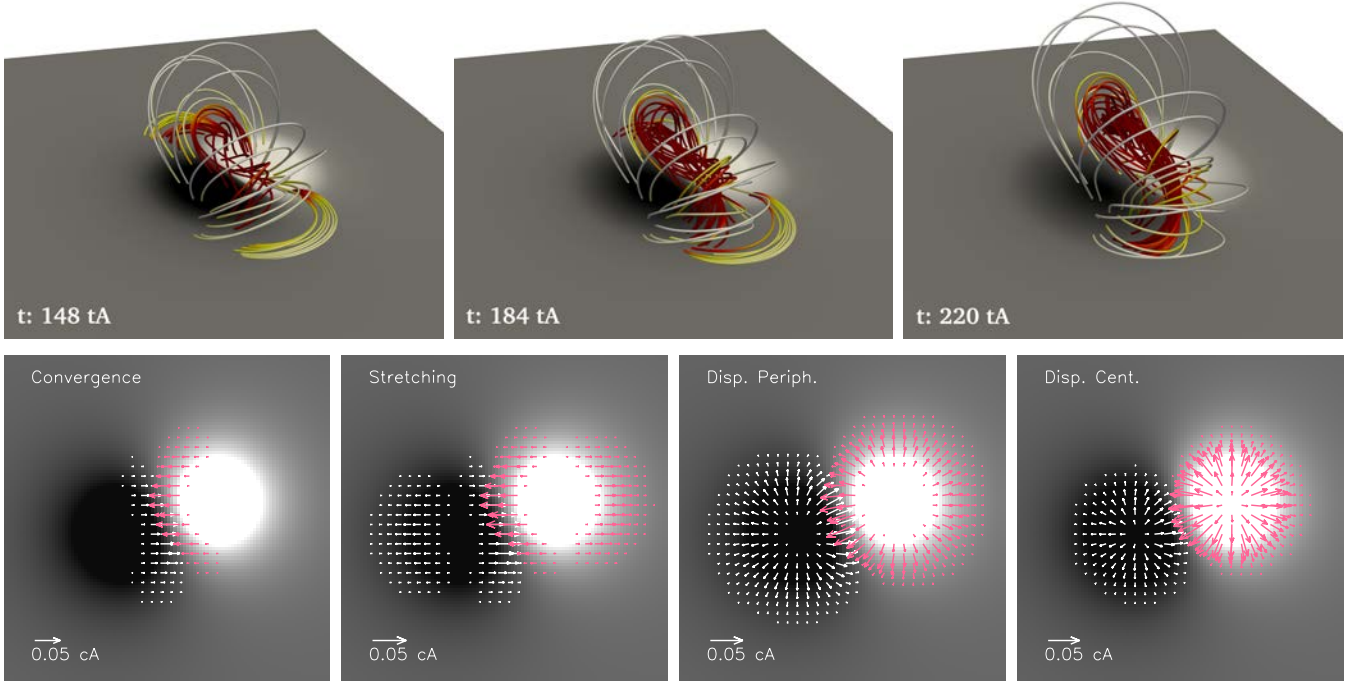 t: 148 tA
t: 184 tA
t: 220 tA
Convergence
Stretching
Disp. Periph.
Disp. Cent.
0.05 cA
0.05 cA
0.05 cA
0.05 cA